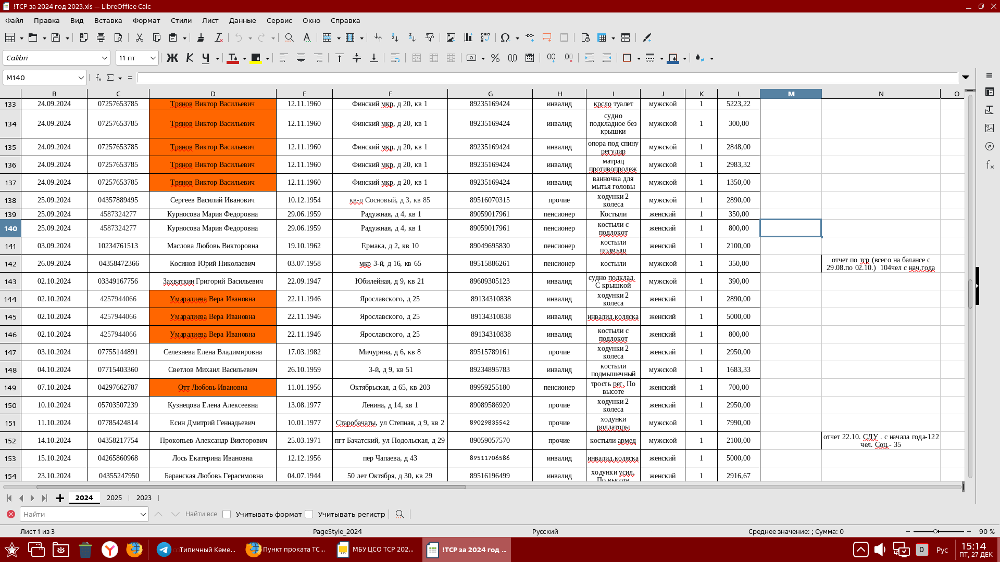 !ТСР за 2024 год 2023.xls — LibreOffice Calc
Файл Правка Вид Вставка Формат Стили Лист Данные Сервис Окно Справка
Calibri 11 пт Ж К Ч
M140
B C D E F G H I J K L M N O
133 24.09.2024 07257653785 Трянов Виктор Васильевич 12.11.1960 Финский мкр, д 20, кв 1 89235169424 инвалид крсло туалет мужской 1 5223,22
134 24.09.2024 07257653785 Трянов Виктор Васильевич 12.11.1960 Финский мкр, д 20, кв 1 89235169424 инвалид судно подкладное без крышки мужской 1 300,00
135 24.09.2024 07257653785 Трянов Виктор Васильевич 12.11.1960 Финский мкр, д 20, кв 1 89235169424 инвалид опора под спину регулир мужской 1 2848,00
136 24.09.2024 07257653785 Трянов Виктор Васильевич 12.11.1960 Финский мкр, д 20, кв 1 89235169424 инвалид матрац противопролеж мужской 1 2983,32
137 24.09.2024 07257653785 Трянов Виктор Васильевич 12.11.1960 Финский мкр, д 20, кв 1 89235169424 инвалид ванночка для мытья головы мужской 1 1350,00
138 25.09.2024 04357889495 Сергеев Василий Иванович 10.12.1954 кв-л Сосновый, д 3, кв 85 89516070315 прочие ходунки 2 колеса мужской 1 2890,00
139 25.09.2024 4587324277 Курносова Мария Федоровна 29.06.1959 Радужная, д 4, кв 1 89059017961 пенсионер Костыли женский 1 350,00
140 25.09.2024 4587324277 Курносова Мария Федоровна 29.06.1959 Радужная, д 4, кв 1 89059017961 пенсионер костыли с подлокот женский 1 800,00
141 03.09.2024 10234761513 Маслова Любовь Викторовна 19.10.1962 Ермака, д 2, кв 10 89049695830 пенсионер костыли подмыш женский 1 2100,00
142 26.09.2024 04358472366 Косинов Юрий Николаевич 03.07.1958 мкр 3-й, д 16, кв 65 89515886261 пенсионер костыли мужской 1 350,00 отчет по тср (всего на балансе с 29.08.по 02.10.) 104чел с нач.года
143 02.10.2024 03349167756 Захваткин Григорий Васильевич 22.09.1947 Юбилейная, д 9, кв 21 89609305123 инвалид судно подклад. С крышкой мужской 1 390,00
144 02.10.2024 4257944066 Умаралиева Вера Ивановна 22.11.1946 Ярославского, д 25 89134310838 инвалид ходунки 2 колеса женский 1 2890,00
145 02.10.2024 4257944066 Умаралиева Вера Ивановна 22.11.1946 Ярославского, д 25 89134310838 инвалид инвалид.коляска женский 1 5000,00
146 02.10.2024 4257944066 Умаралиева Вера Ивановна 22.11.1946 Ярославского, д 25 89134310838 инвалид костыли с подлокот женский 1 800,00
147 03.10.2024 07755144891 Селезнева Елена Владимировна 17.03.1982 Мичурина, д 6, кв 8 89515789161 прочие ходунки 2 колеса женский 1 2950,00
148 04.10.2024 07715403360 Светлов Михаил Васильевич 26.10.1959 3-й, д 9, кв 51 89234895783 инвалид костыли подмышечный мужской 1 1683,33
149 07.10.2024 04297662787 Отт Любовь Ивановна 11.01.1956 Октябрьская, д 65, кв 203 89959255180 пенсионер трость рег. По высоте женский 1 700,00
150 10.10.2024 05703507239 Кузнецова Елена Алексеевна 13.08.1977 Ленина, д 14, кв 1 89089586920 прочие ходунки 2 колеса женский 1 2950,00
151 11.10.2024 07785424814 Есин Дмитрий Геннадьевич 10.01.1977 Старобачаты, ул Степная, д 9, кв 2 89029835542 прочие ходунки роллаторы мужской 1 7990,00
152 14.10.2024 04358217754 Прокопьев Александр Викторович 25.03.1971 пгт Бачатский, ул Подольская, д 29 89059057570 прочие костыли армед мужской 1 2100,00 отчет 22.10. СДУ . с начала года-122 чел. Соц.- 35
153 15.10.2024 04265860968 Лось Екатерина Ивановна 12.12.1956 пер Чапаева, д 43 89511706586 инвалид инвалид.коляска женский 1 5000,00
154 23.10.2024 04355247950 Баранская Любовь Герасимовна 04.07.1944 50 лет Октября, д 30, кв 29 89516196499 инвалид ходунки усил. По высоте женский 1 2916,67
2024 2025 2023
Найти Найти все Учитывать формат Учитывать регистр
Лист 1 из 3 PageStyle_2024 Русский Среднее значение: ; Сумма: 0 90 %
Типичный Кеме... Пункт проката ТС... МБУ ЦСО ТСР 202... !ТСР за 2024 год ... 0 Рус 15:14
ПТ, 27 ДЕК